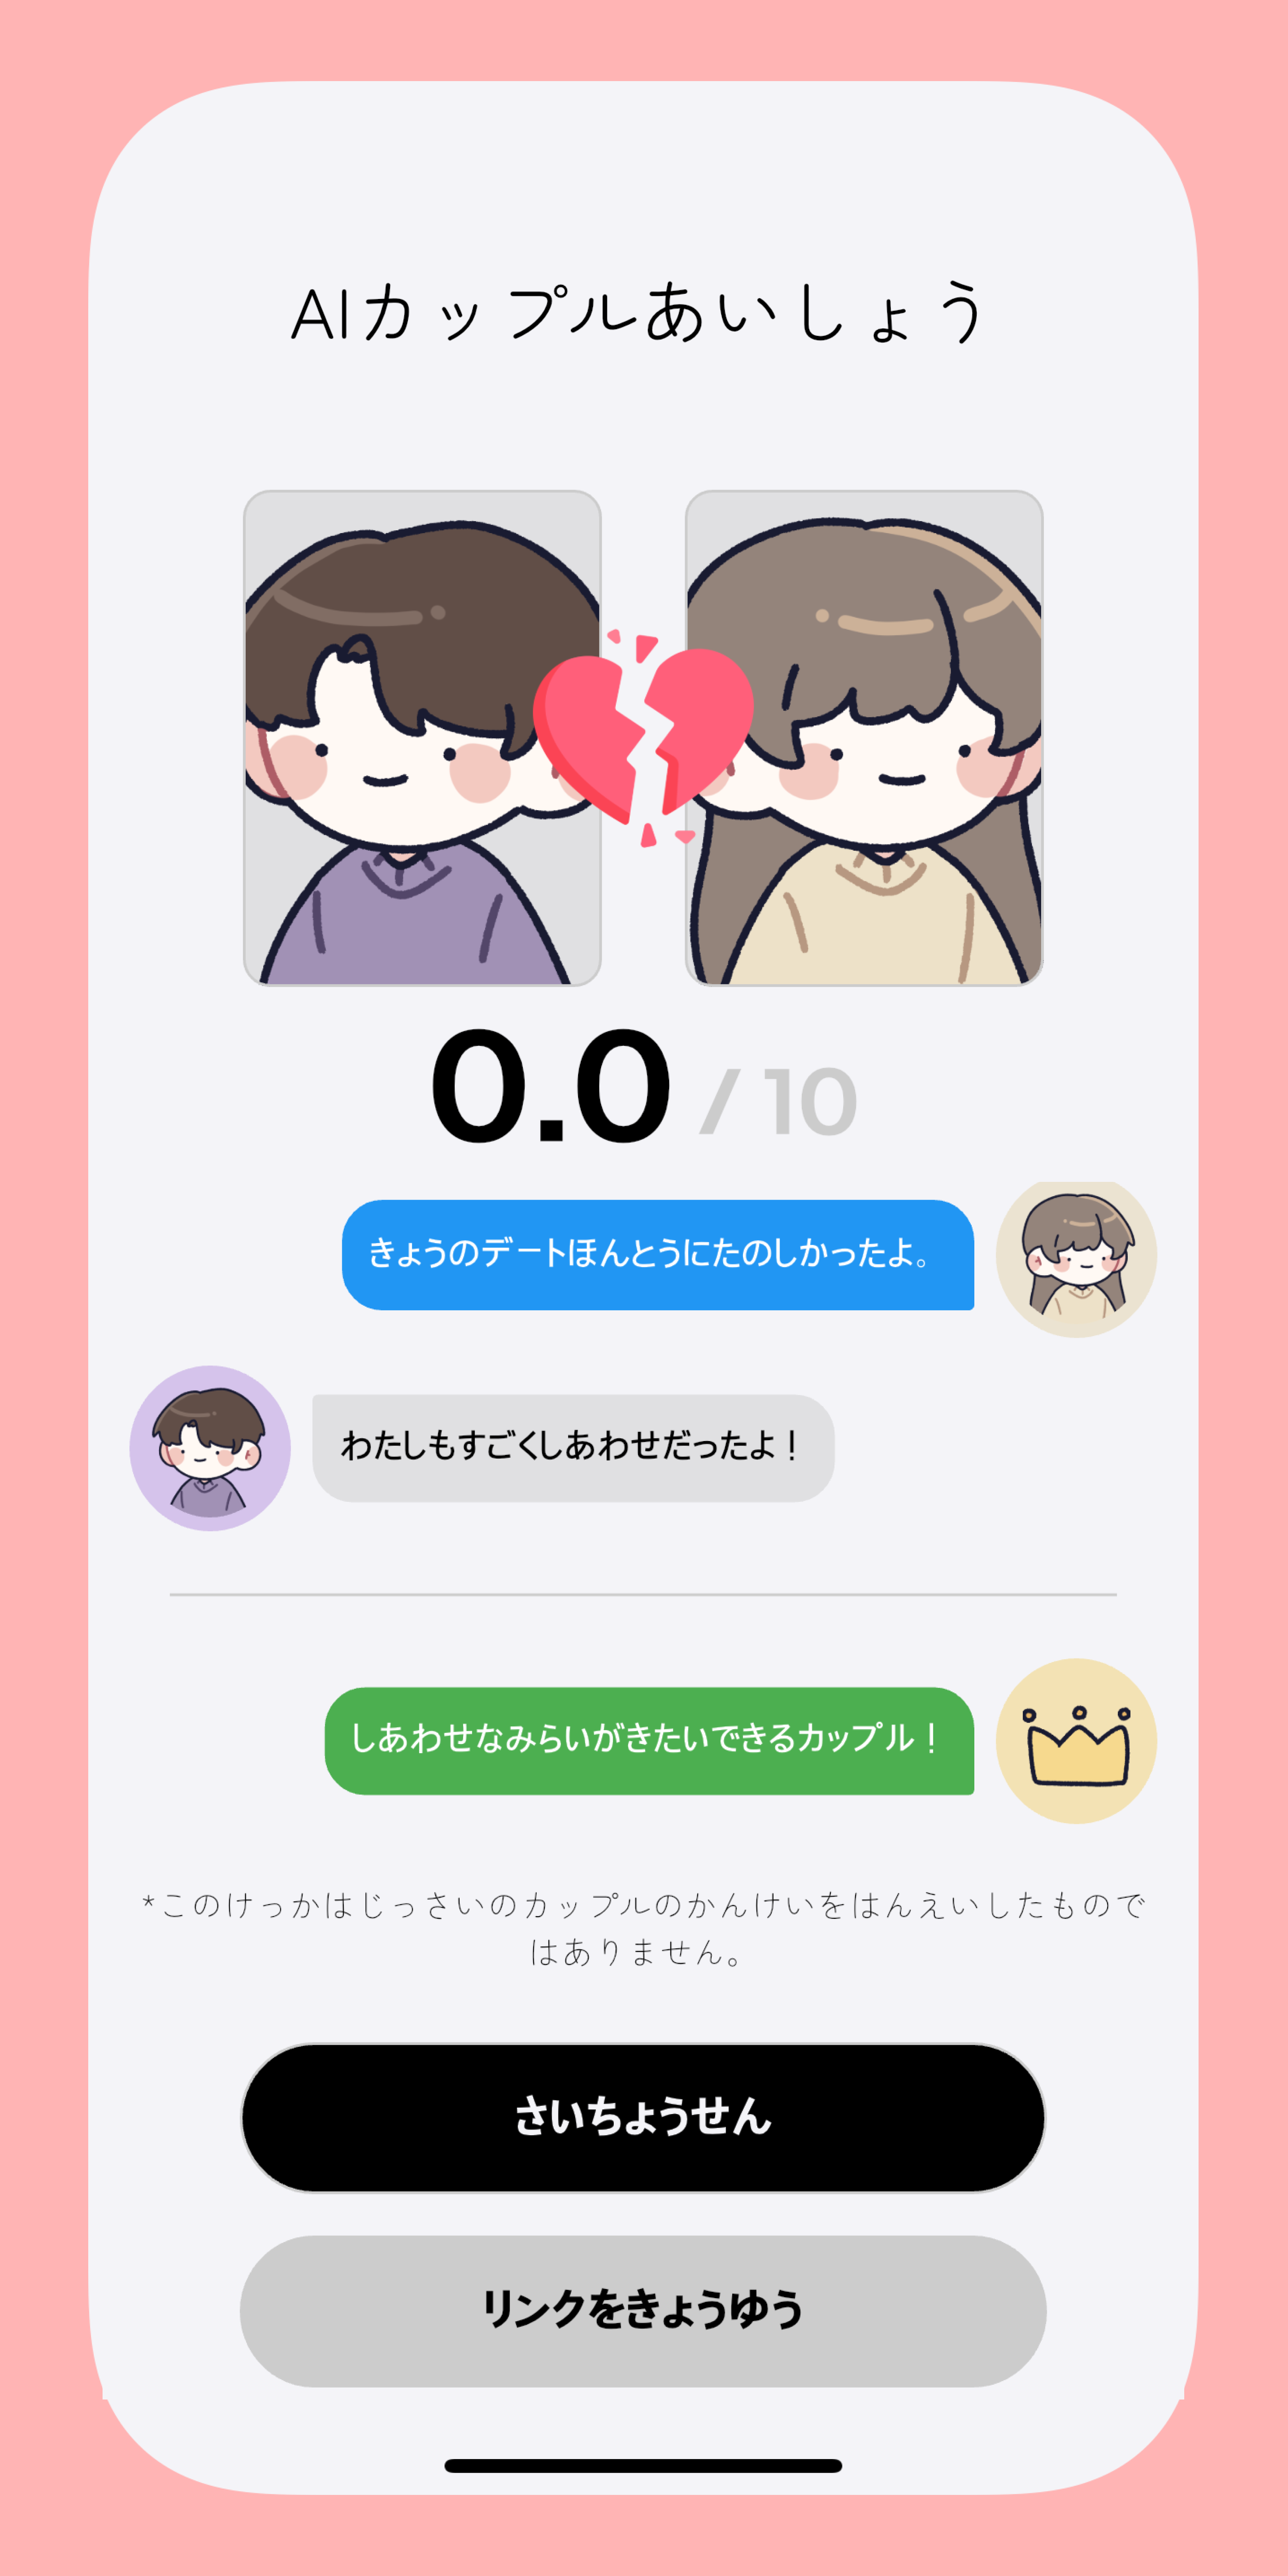 AIカップルあいしょう
0.0 / 10
きょうのデートほんとうにたのしかったよ。
わたしもすごくしあわせだったよ！
しあわせなみらいがきたいできるカップル！
*このけっかはじっさいのカップルのかんけいをはんえいしたもので
はありません。
さいちょうせん
リンクをきょうゆう